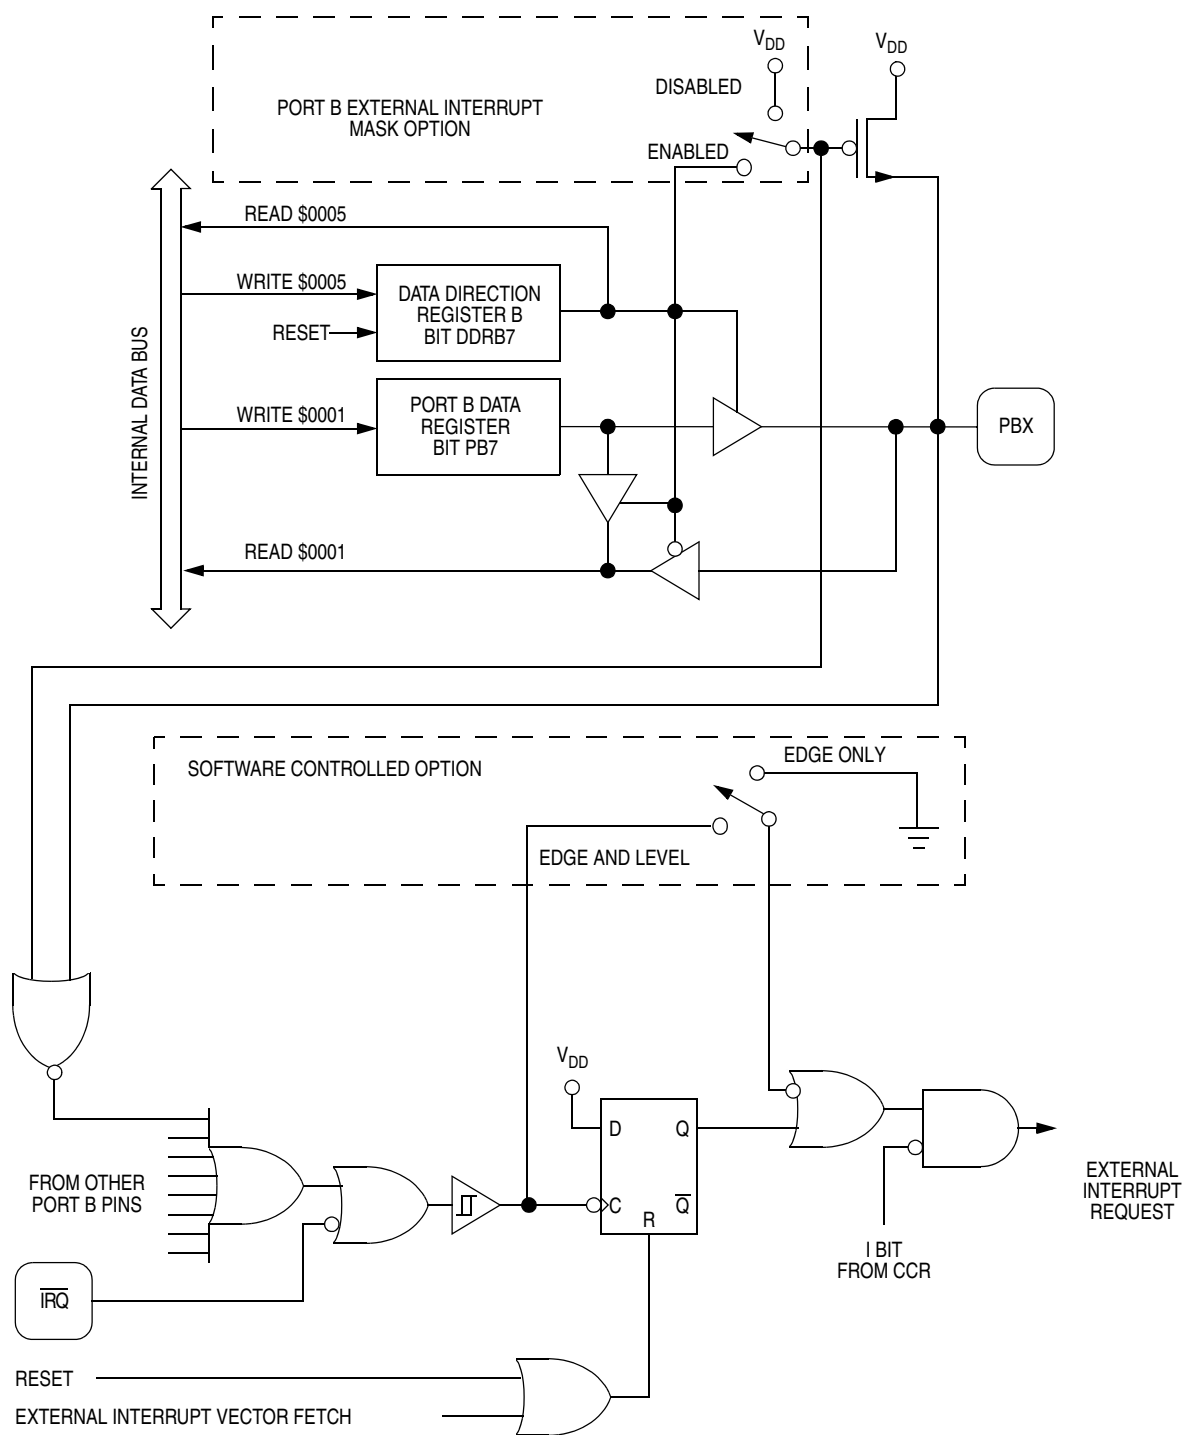 VDD
VDD
DISABLED
PORT B EXTERNAL INTERRUPT
MASK OPTION
ENABLED
READ $0005
WRITE $0005
DATA DIRECTION
REGISTER B
BIT DDRB7
RESET
INTERNAL DATA BUS
WRITE $0001
PORT B DATA
REGISTER
BIT PB7
PBX
READ $0001
EDGE ONLY
SOFTWARE CONTROLLED OPTION
EDGE AND LEVEL
VDD
D
Q
FROM OTHER
PORT B PINS
C
Q̅
R
EXTERNAL
INTERRUPT
REQUEST
I BIT
FROM CCR
I̅R̅Q̅
RESET
EXTERNAL INTERRUPT VECTOR FETCH